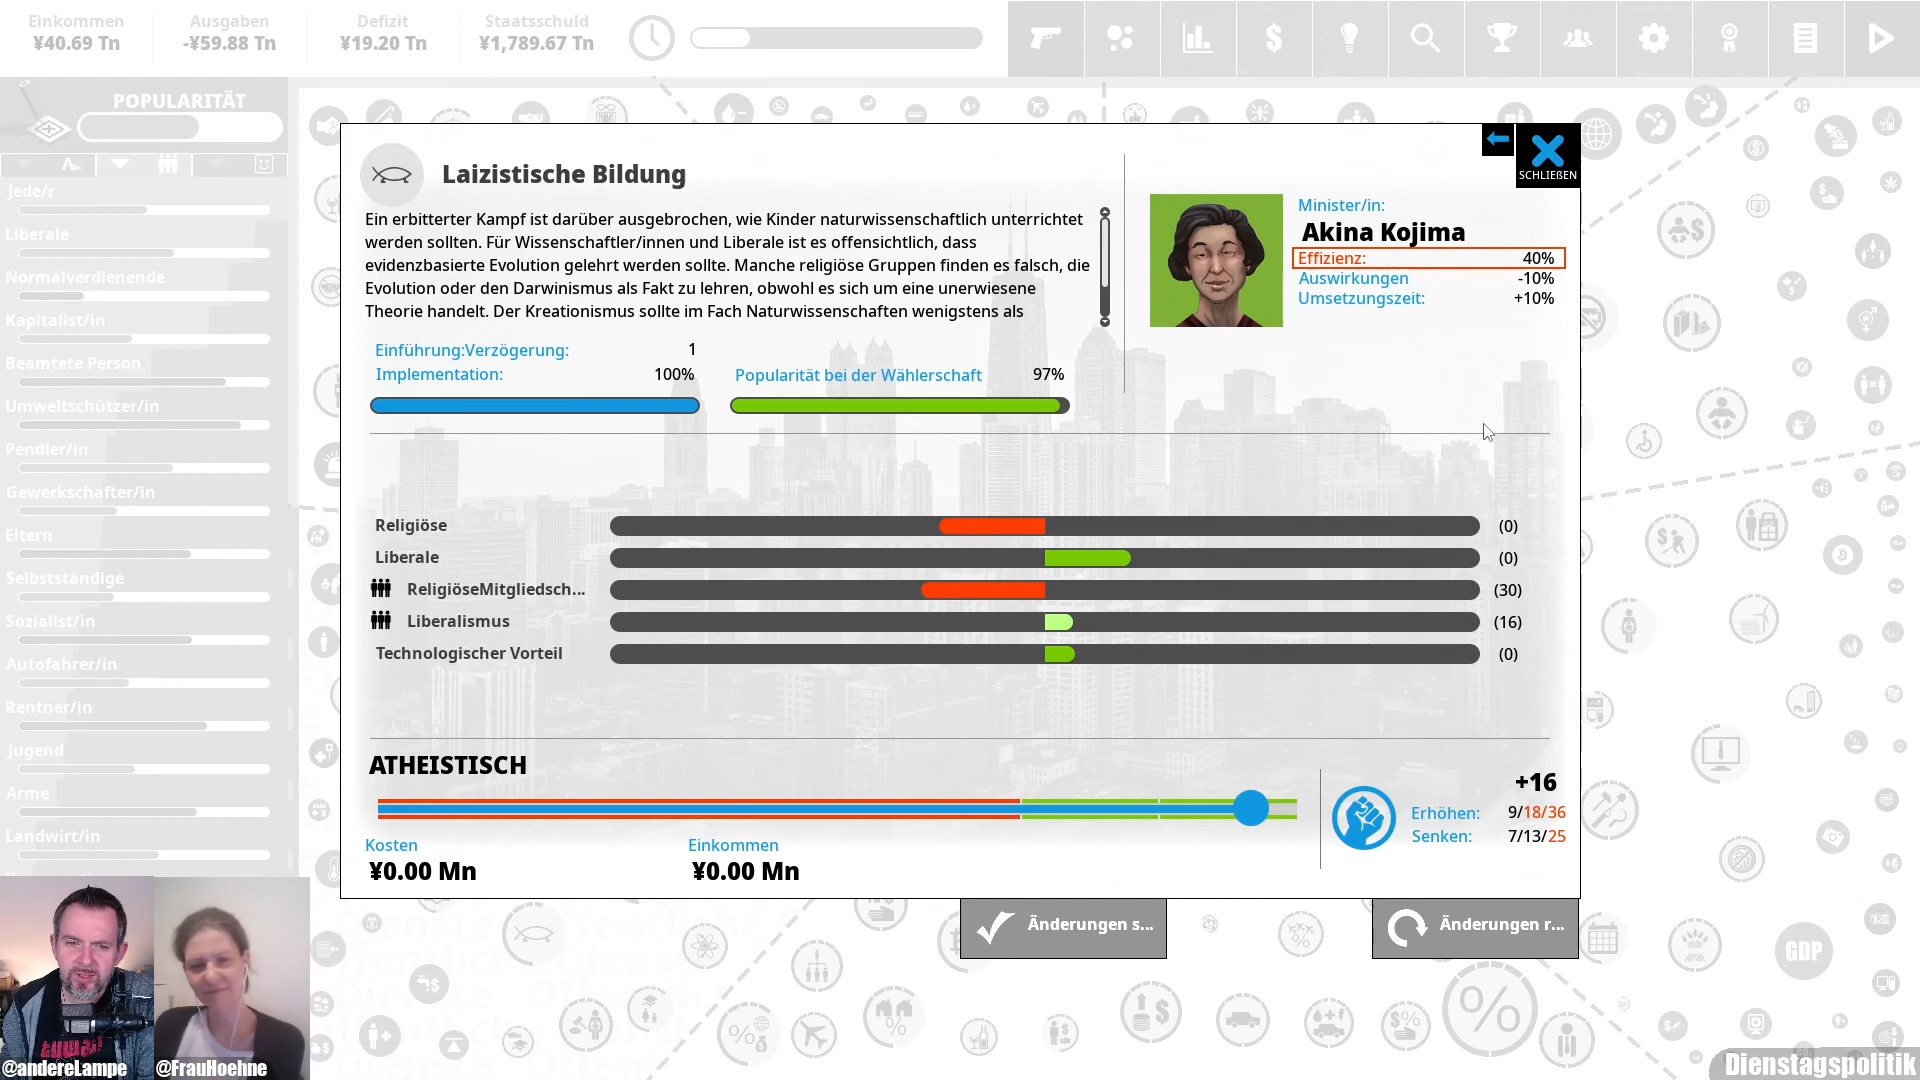 Einkommen
¥40.69 Tn
Ausgaben
-¥59.88 Tn
Defizit
¥19.20 Tn
Staatsschuld
¥1,789.67 Tn
POPULARITÄT
Jede/r
Liberale
Normalverdienende
Kapitalist/in
Beamtete Person
Umweltschützer/in
Pendler/in
Gewerkschafter/in
Eltern
Selbstständige
Sozialist/in
Autofahrer/in
Rentner/in
Jugend
Arme
Landwirt/in
Laizistische Bildung
Ein erbitterter Kampf ist darüber ausgebrochen, wie Kinder naturwissenschaftlich unterrichtet
werden sollten. Für Wissenschaftler/innen und Liberale ist es offensichtlich, dass
evidenzbasierte Evolution gelehrt werden sollte. Manche religiöse Gruppen finden es falsch, die
Evolution oder den Darwinismus als Fakt zu lehren, obwohl es sich um eine unerwiesene
Theorie handelt. Der Kreationismus sollte im Fach Naturwissenschaften wenigstens als
SCHLIEẞEN
Minister/in:
Akina Kojima
Effizienz: 40%
Auswirkungen -10%
Umsetzungszeit: +10%
Einführung:Verzögerung: 1
Implementation: 100%
Popularität bei der Wählerschaft 97%
Religiöse (0)
Liberale (0)
ReligiöseMitgliedsch... (30)
Liberalismus (16)
Technologischer Vorteil (0)
ATHEISTISCH
Kosten
¥0.00 Mn
Einkommen
¥0.00 Mn
+16
Erhöhen: 9/18/36
Senken: 7/13/25
Änderungen s...
Änderungen r...
GDP
@andereLampe
@FrauHoehne
Dienstagspolitik